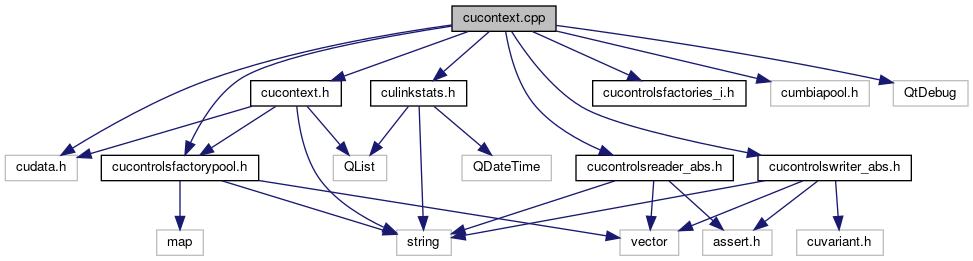 cucontext.cpp
cucontext.h
culinkstats.h
cucontrolsfactories_i.h
cumbiapool.h
QtDebug
cudata.h
cucontrolsfactorypool.h
QList
QDateTime
cucontrolsreader_abs.h
cucontrolswriter_abs.h
map
string
vector
assert.h
cuvariant.h